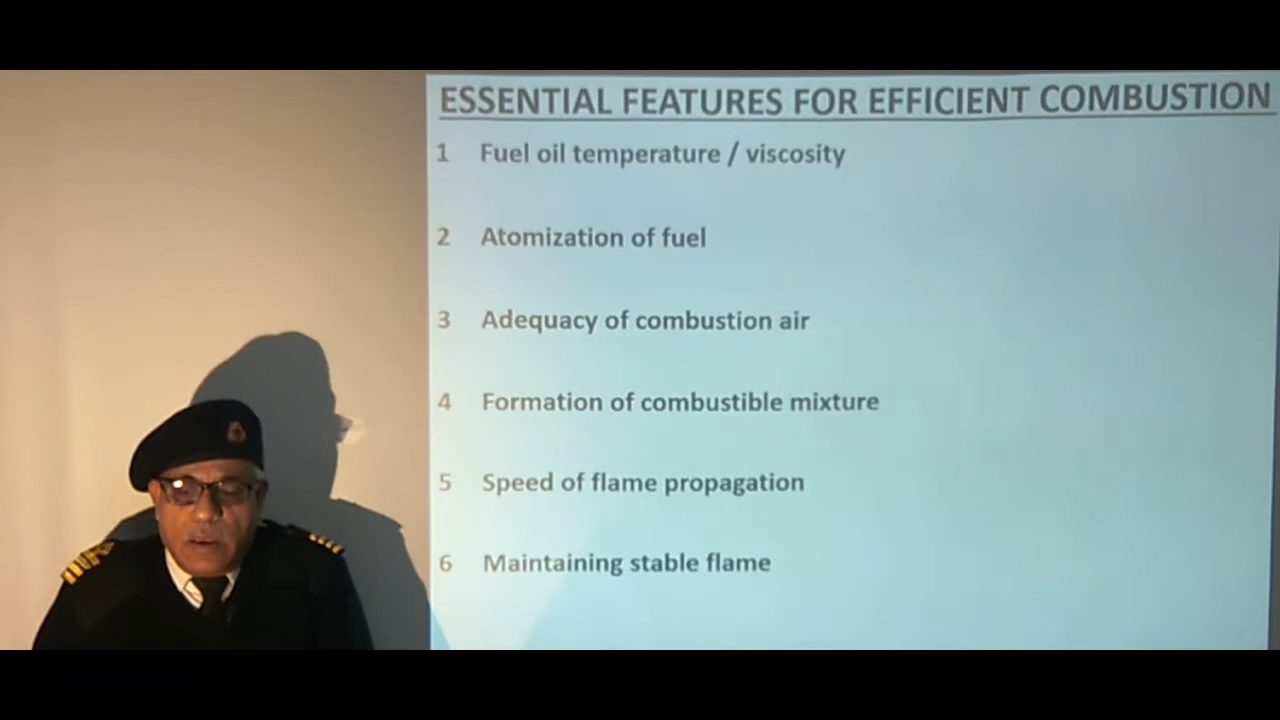 ESSENTIAL FEATURES FOR EFFICIENT COMBUSTION
1 Fuel oil temperature / viscosity
2 Atomization of fuel
3 Adequacy of combustion air
4 Formation of combustible mixture
5 Speed of flame propagation
6 Maintaining stable flame